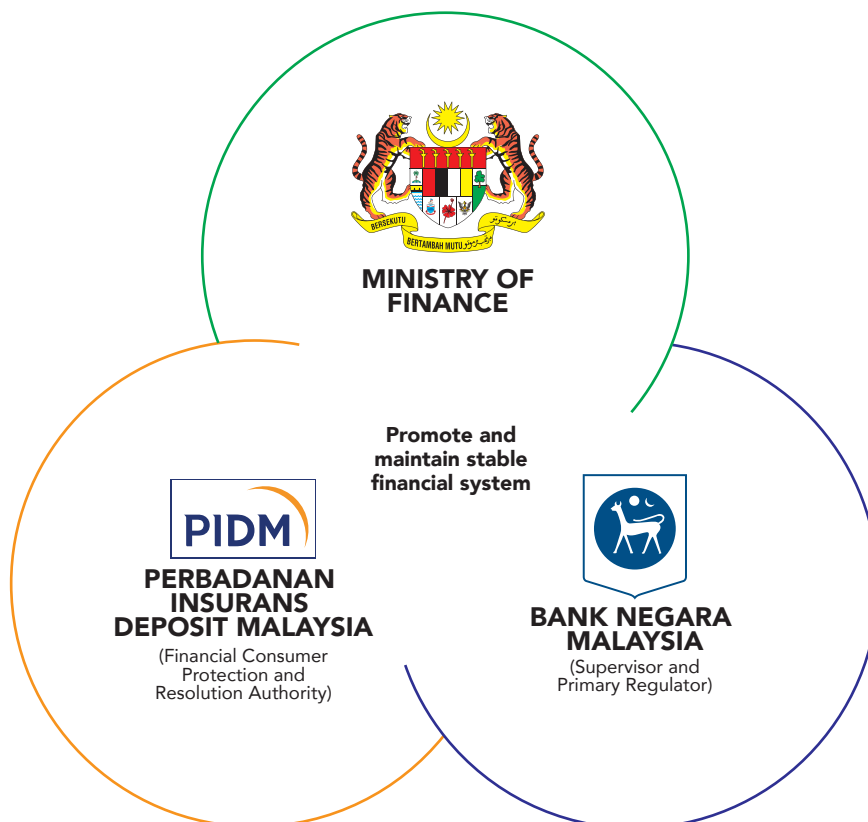 BERSEKUTU
BERTAMBAH MUTU
MINISTRY OF
FINANCE
Promote and
maintain stable
financial system
PIDM
PERBADANAN
INSURANS
DEPOSIT MALAYSIA
(Financial Consumer
Protection and
Resolution Authority)
BANK NEGARA
MALAYSIA
(Supervisor and
Primary Regulator)